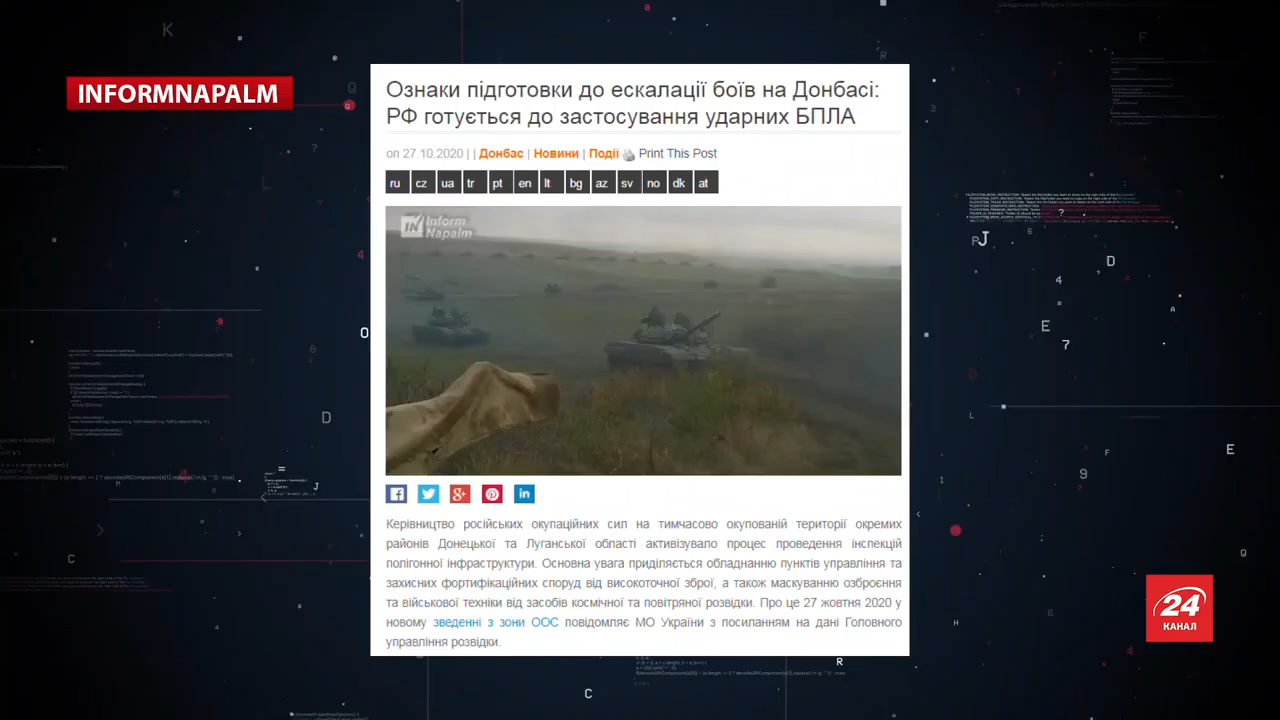 INFORMNAPALM
Ознаки підготовки до ескалації боїв на Донбасі:
РФ готується до застосування ударних БПЛА
on 27.10.2020 | | Донбас | Новини | Події Print This Post
ru cz ua tr pt en lt bg az sv no dk at
Inform
Napalm
Керівництво російських окупаційних сил на тимчасово окупованій території окремих
районів Донецької та Луганської області активізувало процес проведення інспекцій
полігонної інфраструктури. Основна увага приділяється обладнанню пунктів управління та
захисних фортифікаційних споруд від високоточної зброї, а також маскуванню озброєння
та військової техніки від засобів космічної та повітряної розвідки. Про це 27 жовтня 2020 у
новому зведенні з зони ООС повідомляє МО України з посиланням на дані Головного
управління розвідки.
24
КАНАЛ